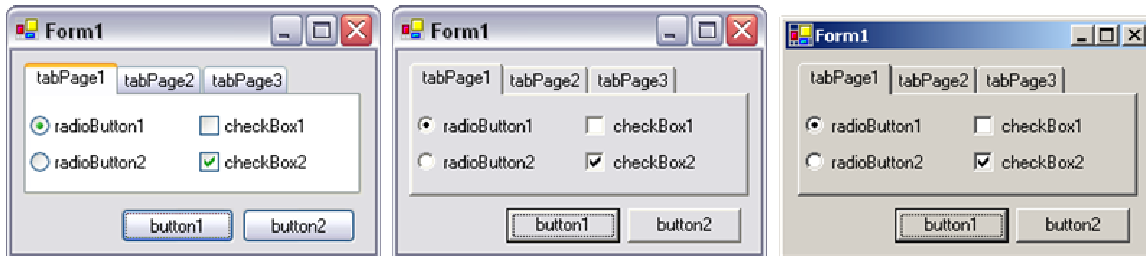 Form1
tabPage1 tabPage2 tabPage3
radioButton1 checkBox1
radioButton2 checkBox2
button1 button2
Form1
tabPage1 tabPage2 tabPage3
radioButton1 checkBox1
radioButton2 checkBox2
button1 button2
Form1
tabPage1 tabPage2 tabPage3
radioButton1 checkBox1
radioButton2 checkBox2
button1 button2